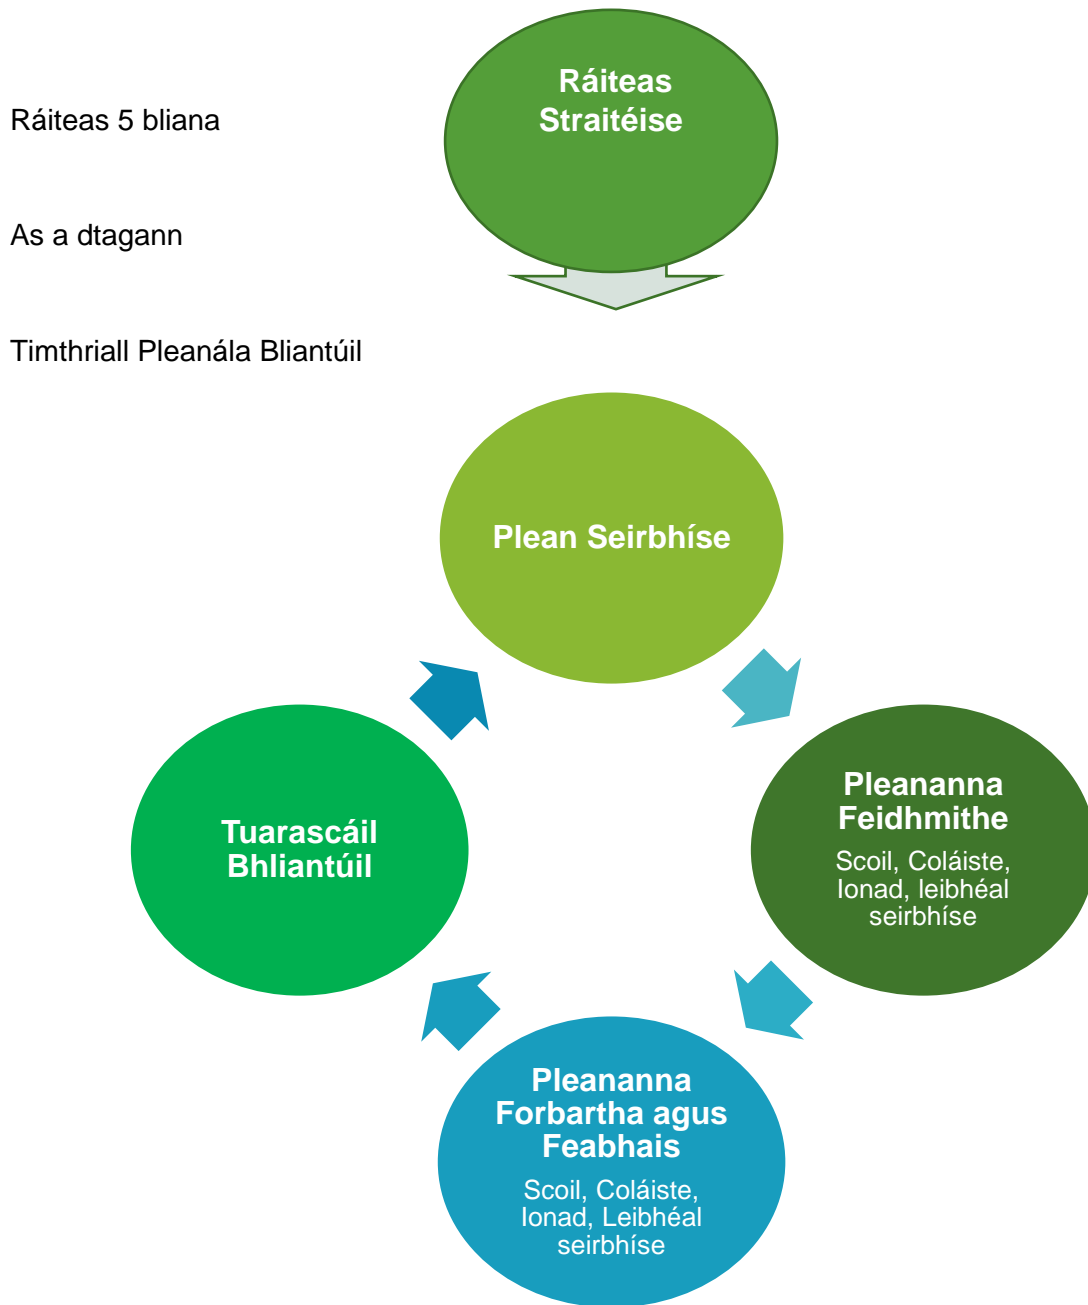 Ráiteas
Straitéise
Ráiteas 5 bliana
As a dtagann
Timthriall Pleanála Bliantúil
Plean Seirbhíse
Pleananna
Feidhmithe
Scoil, Coláiste,
Ionad, leibhéal
seirbhíse
Pleananna
Forbartha agus
Feabhais
Scoil, Coláiste,
Ionad, Leibhéal
seirbhíse
Tuarascáil
Bhliantúil